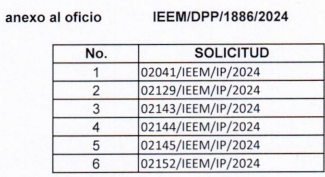 anexo al oficio IEEM/DPP/1886/2024
No. SOLICITUD
1 02041/IEEM/IP/2024
2 02129/IEEM/IP/2024
3 02143/IEEM/IP/2024
4 02144/IEEM/IP/2024
5 02145/IEEM/IP/2024
6 02152/IEEM/IP/2024